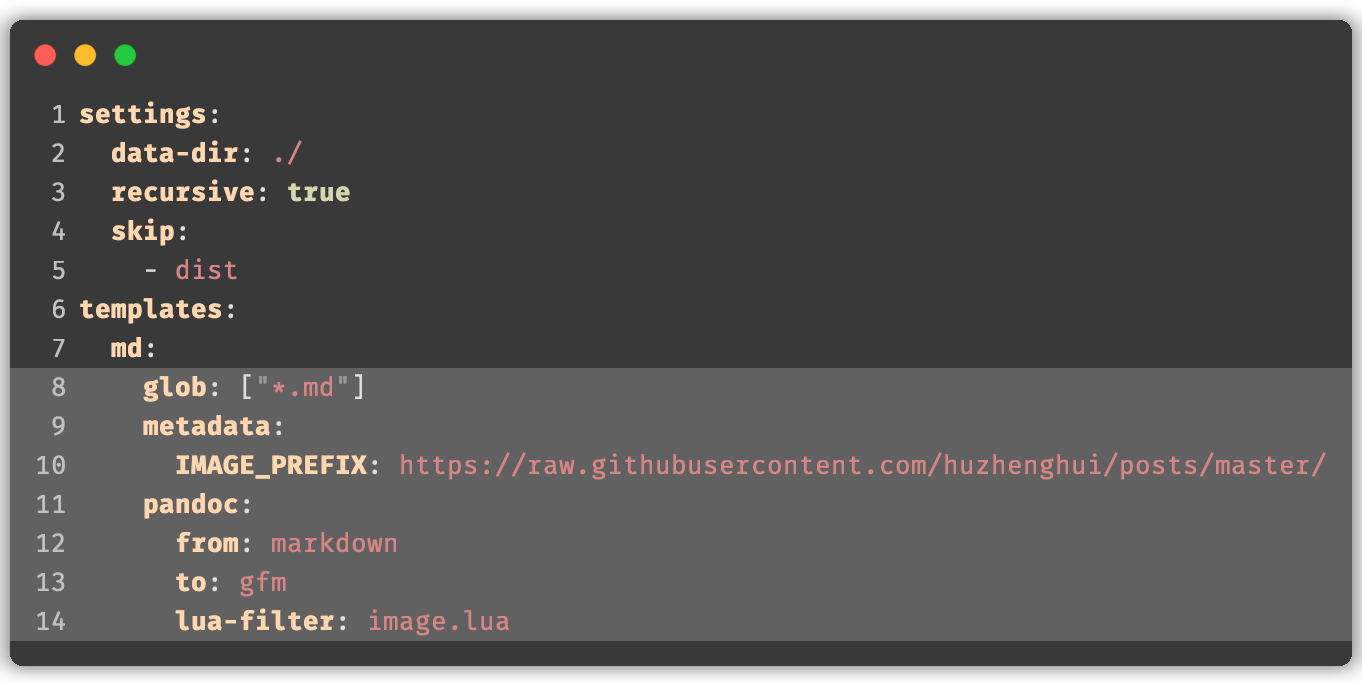 1 settings:
2   data-dir: ./
3   recursive: true
4   skip:
5     - dist
6 templates:
7   md:
8     glob: ["*.md"]
9     metadata:
10       IMAGE_PREFIX: https://raw.githubusercontent.com/huzhenghui/posts/master/
11     pandoc:
12       from: markdown
13       to: gfm
14       lua-filter: image.lua